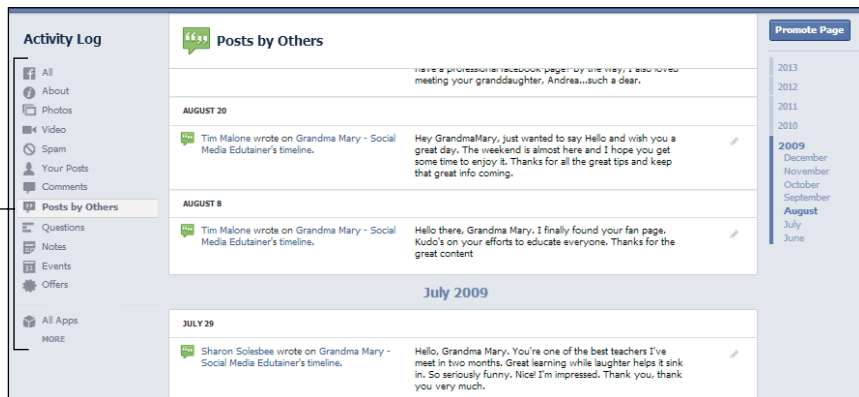 Activity Log
All
About
Photos
Video
Spam
Your Posts
Comments
Posts by Others
Questions
Notes
Events
Offers
All Apps
MORE
Posts by Others
have a professional facebook page? By the way, I also loved
meeting your granddaughter, Andrea...such a dear.
AUGUST 20
Tim Malone wrote on Grandma Mary - Social
Media Edutainer's timeline.
Hey GrandmaMary, just wanted to say Hello and wish you a
great day. The weekend is almost here and I hope you get
some time to enjoy it. Thanks for all the great tips and keep
that great info coming.
AUGUST 8
Tim Malone wrote on Grandma Mary - Social
Media Edutainer's timeline.
Hello there, Grandma Mary. I finally found your fan page.
Kudo's on your efforts to educate everyone. Thanks for the
great content
July 2009
JULY 29
Sharon Solesbee wrote on Grandma Mary -
Social Media Edutainer's timeline.
Hello, Grandma Mary. You're one of the best teachers I've
meet in two months. Great learning while laughter helps it sink
in. So seriously funny. Nice! I'm impressed. Thank you, thank
you very much.
Promote Page
2013
2012
2011
2010
2009
December
November
October
September
August
July
June